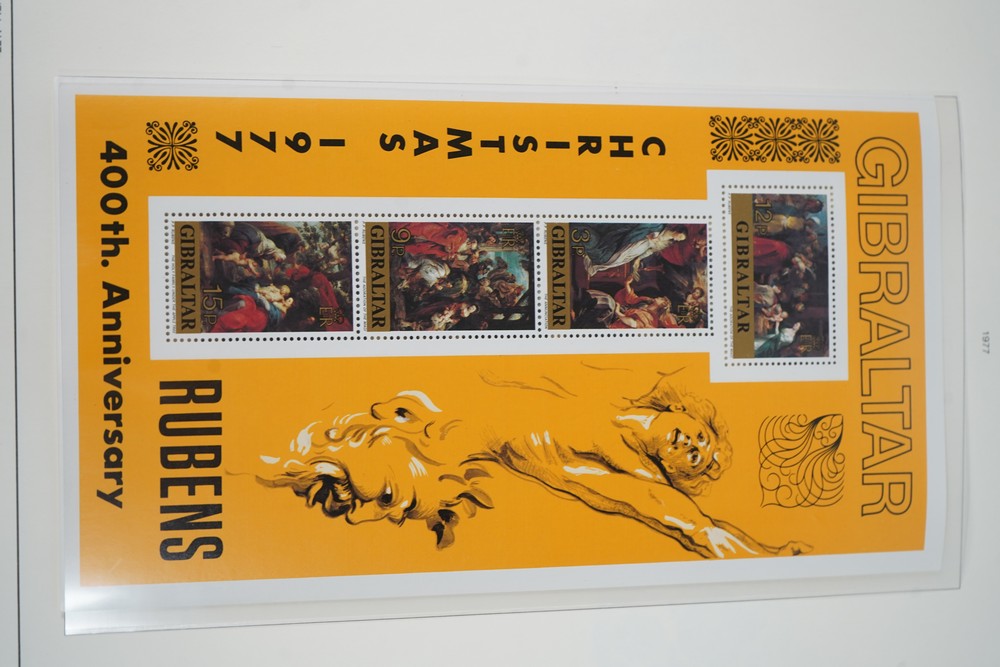 GIBRALTAR
12P
GIBRALTAR
CHRISTMAS 1977
3P
GIBRALTAR
9P
GIBRALTAR
15P
GIBRALTAR
RUBENS
400th. Anniversary
1977